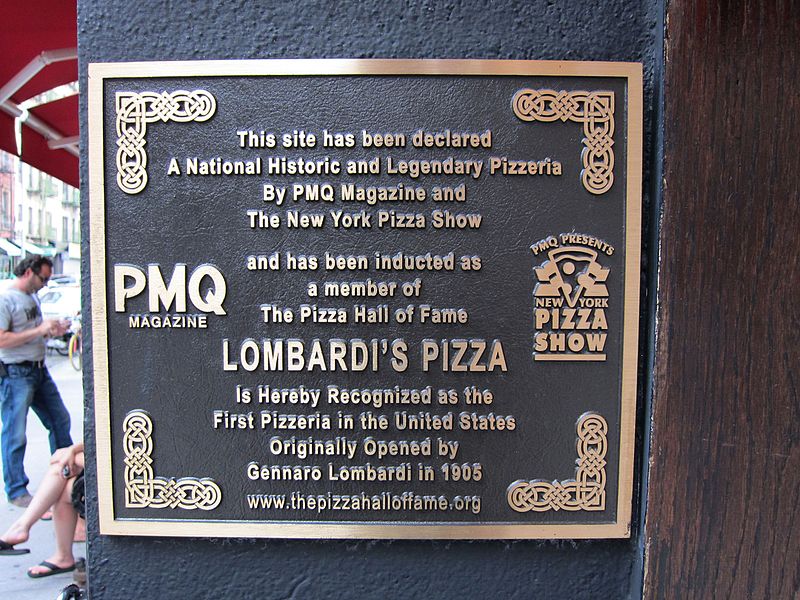 This site has been declared
A National Historic and Legendary Pizzeria
By PMQ Magazine and
The New York Pizza Show
and has been inducted as
a member of
The Pizza Hall of Fame
LOMBARDI'S PIZZA
Is Hereby Recognized as the
First Pizzeria in the United States
Originally Opened by
Gennaro Lombardi in 1905
www.thepizzahalloffame.org
PMQ
MAGAZINE
PMQ PRESENTS
NEW YORK
PIZZA
SHOW